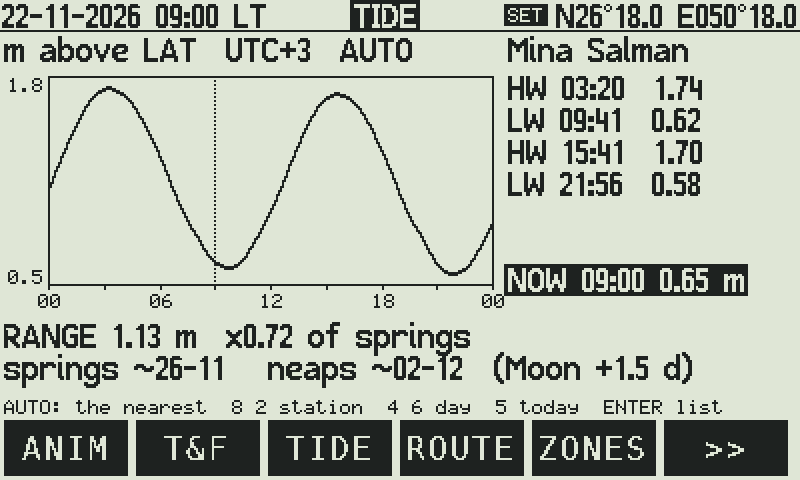 22-11-2026 09:00 LT TIDE SET N26°18.0 E050°18.0
m above LAT UTC+3 AUTO Mina Salman
1.8
HW 03:20 1.74
LW 09:41 0.62
HW 15:41 1.70
LW 21:56 0.58
0.5
NOW 09:00 0.65 m
00 06 12 18 00
RANGE 1.13 m x0.72 of springs
springs ~26-11 neaps ~02-12 (Moon +1.5 d)
AUTO: the nearest 8 2 station 4 6 day 5 today ENTER list
ANIM T&F TIDE ROUTE ZONES >>